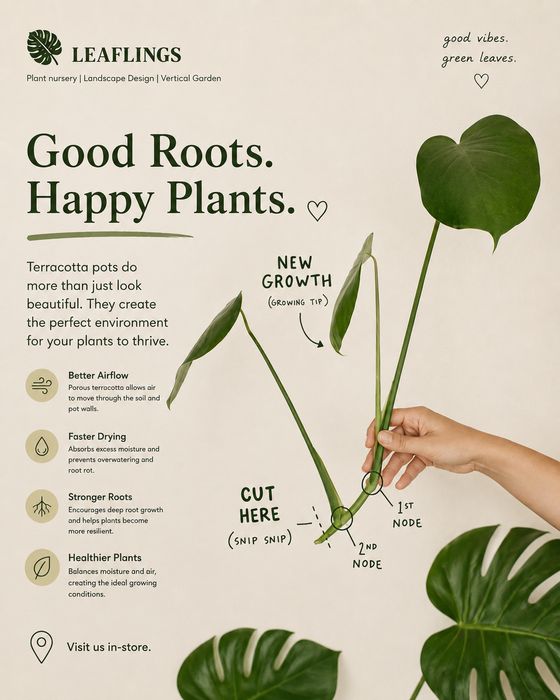 LEAFLINGS
Plant nursery | Landscape Design | Vertical Garden
good vibes.
green leaves.
Good Roots.
Happy Plants.
Terracotta pots do
more than just look
beautiful. They create
the perfect environment
for your plants to thrive.
Better Airflow
Porous terracotta allows air
to move through the soil and
pot walls.
Faster Drying
Absorbs excess moisture and
prevents overwatering and
root rot.
Stronger Roots
Encourages deep root growth
and helps plants become
more resilient.
Healthier Plants
Balances moisture and air,
creating the ideal growing
conditions.
Visit us in-store.
NEW
GROWTH
(GROWING TIP)
CUT
HERE
(SNIP SNIP)
1ST
NODE
2ND
NODE